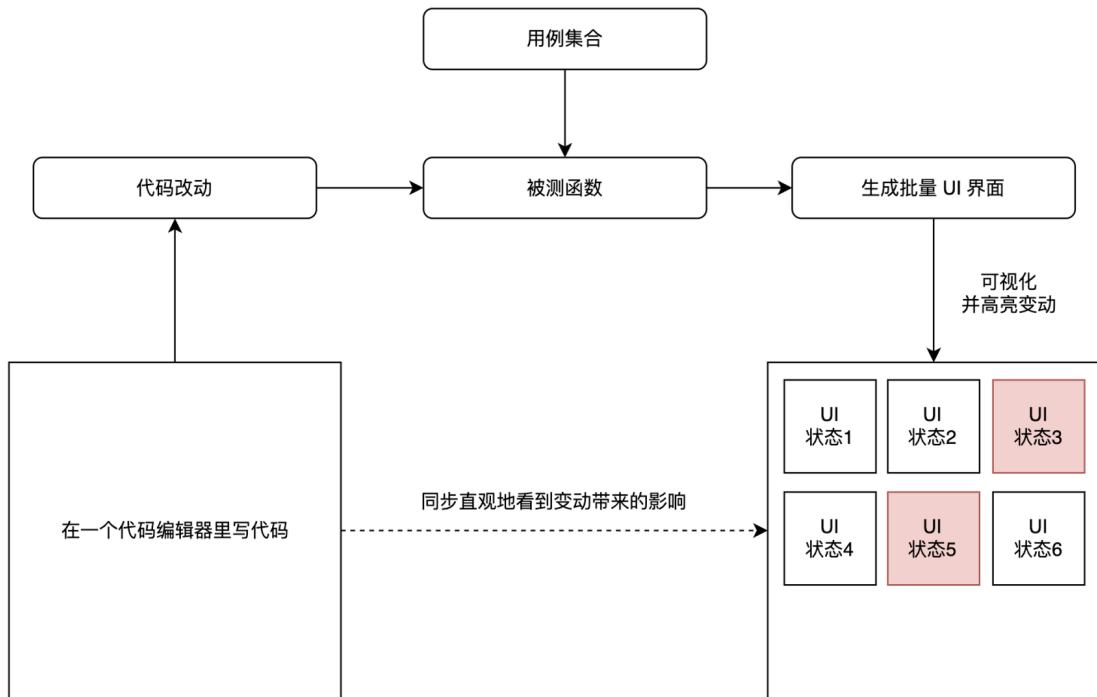 用例集合
代码改动
被测函数
生成批量 UI 界面
可视化
并高亮变动
在一个代码编辑器里写代码
同步直观地看到变动带来的影响
UI
状态1
UI
状态2
UI
状态3
UI
状态4
UI
状态5
UI
状态6